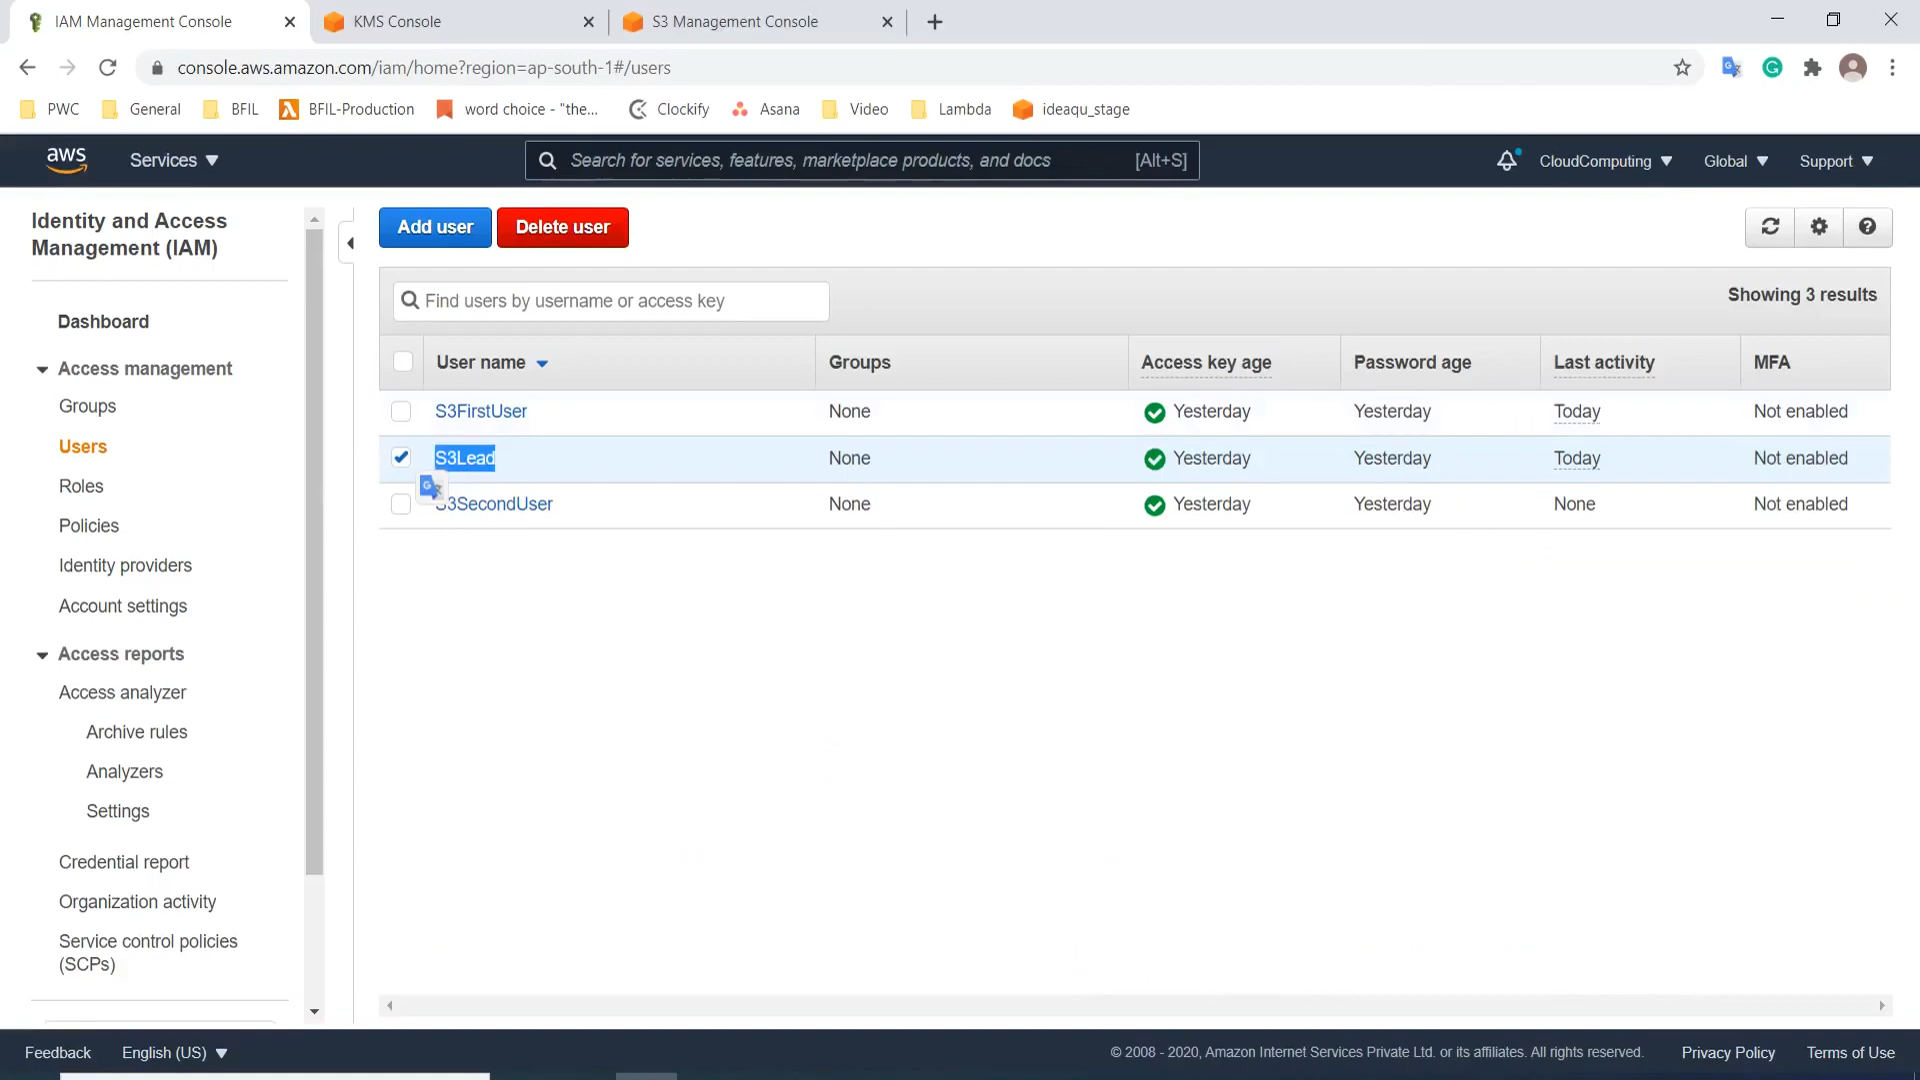 IAM Management Console
KMS Console
S3 Management Console
console.aws.amazon.com/iam/home?region=ap-south-1#/users
PWC
General
BFIL
BFIL-Production
word choice - "the...
Clockify
Asana
Video
Lambda
ideaqu_stage
aws
Services
Search for services, features, marketplace products, and docs
[Alt+S]
CloudComputing
Global
Support
Identity and Access
Management (IAM)
Dashboard
Access management
Groups
Users
Roles
Policies
Identity providers
Account settings
Access reports
Access analyzer
Archive rules
Analyzers
Settings
Credential report
Organization activity
Service control policies
(SCPs)
Add user
Delete user
Find users by username or access key
Showing 3 results
User name Groups Access key age Password age Last activity MFA
S3FirstUser None Yesterday Yesterday Today Not enabled
S3Lead None Yesterday Yesterday Today Not enabled
S3SecondUser None Yesterday Yesterday None Not enabled
Feedback
English (US)
© 2008 - 2020, Amazon Internet Services Private Ltd. or its affiliates. All rights reserved.
Privacy Policy
Terms of Use